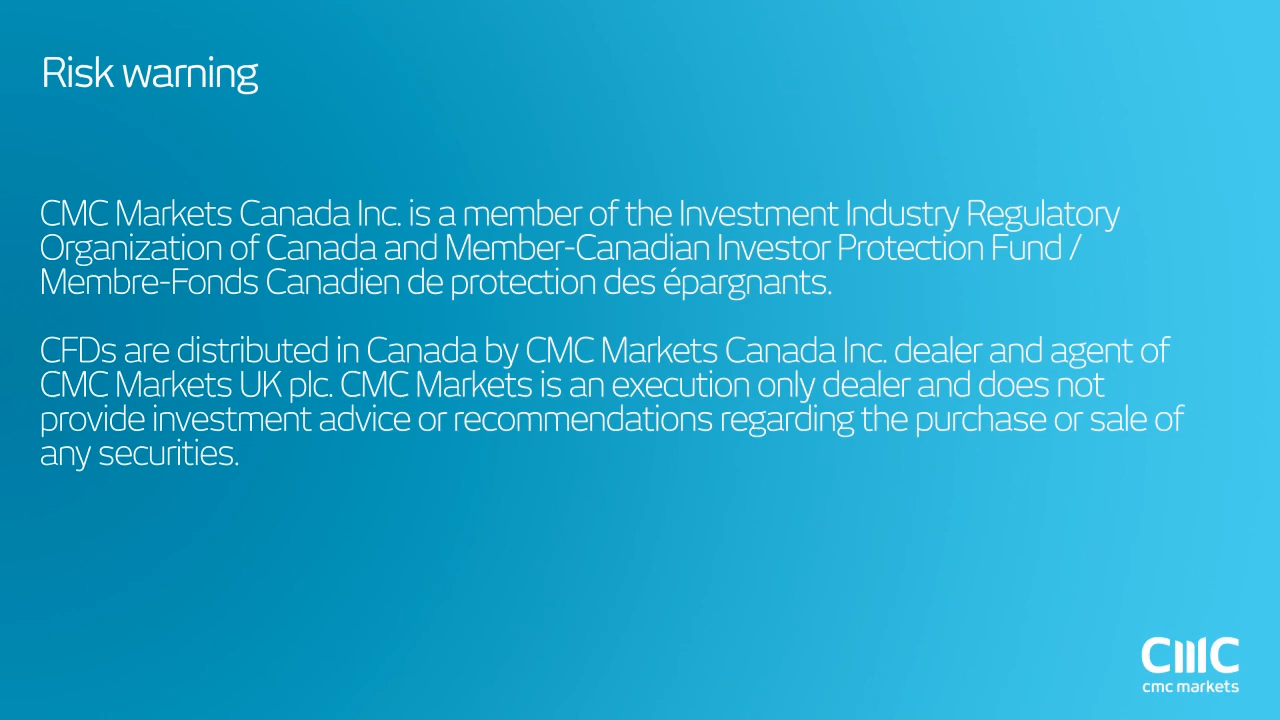 Risk warning
CMC Markets Canada Inc. is a member of the Investment Industry Regulatory
Organization of Canada and Member-Canadian Investor Protection Fund /
Membre-Fonds Canadien de protection des épargnants.
CFDs are distributed in Canada by CMC Markets Canada Inc. dealer and agent of
CMC Markets UK plc. CMC Markets is an execution only dealer and does not
provide investment advice or recommendations regarding the purchase or sale of
any securities.
CMC
cmc markets